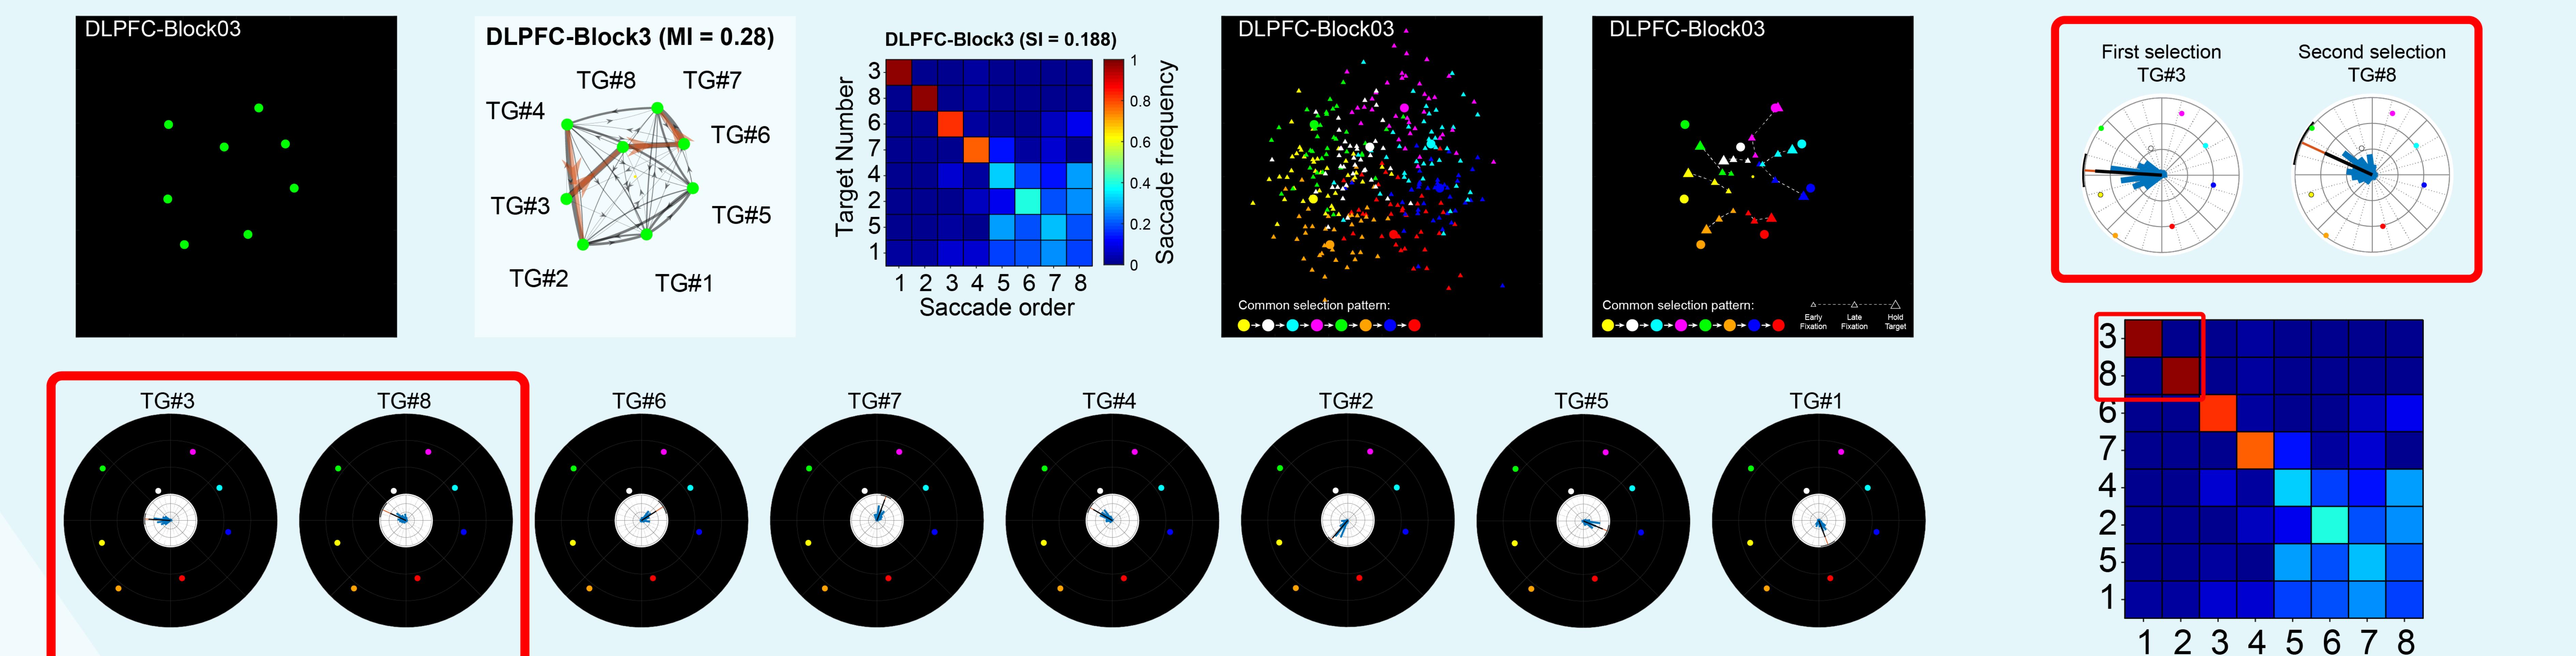 DLPFC-Block03
DLPFC-Block3 (MI = 0.28)
TG#8
TG#7
TG#4
TG#6
TG#3
TG#5
TG#2
TG#1
DLPFC-Block3 (SI = 0.188)
Target Number
3
8
6
7
4
2
5
1
1 2 3 4 5 6 7 8
Saccade order
1
0.8
0.6
0.4
0.2
0
Saccade frequency
DLPFC-Block03
Common selection pattern:
DLPFC-Block03
Common selection pattern:
Early
Fixation
Late
Fixation
Hold
Target
First selection
TG#3
Second selection
TG#8
TG#3
TG#8
TG#6
TG#7
TG#4
TG#2
TG#5
TG#1
3
8
6
7
4
2
5
1
1 2 3 4 5 6 7 8